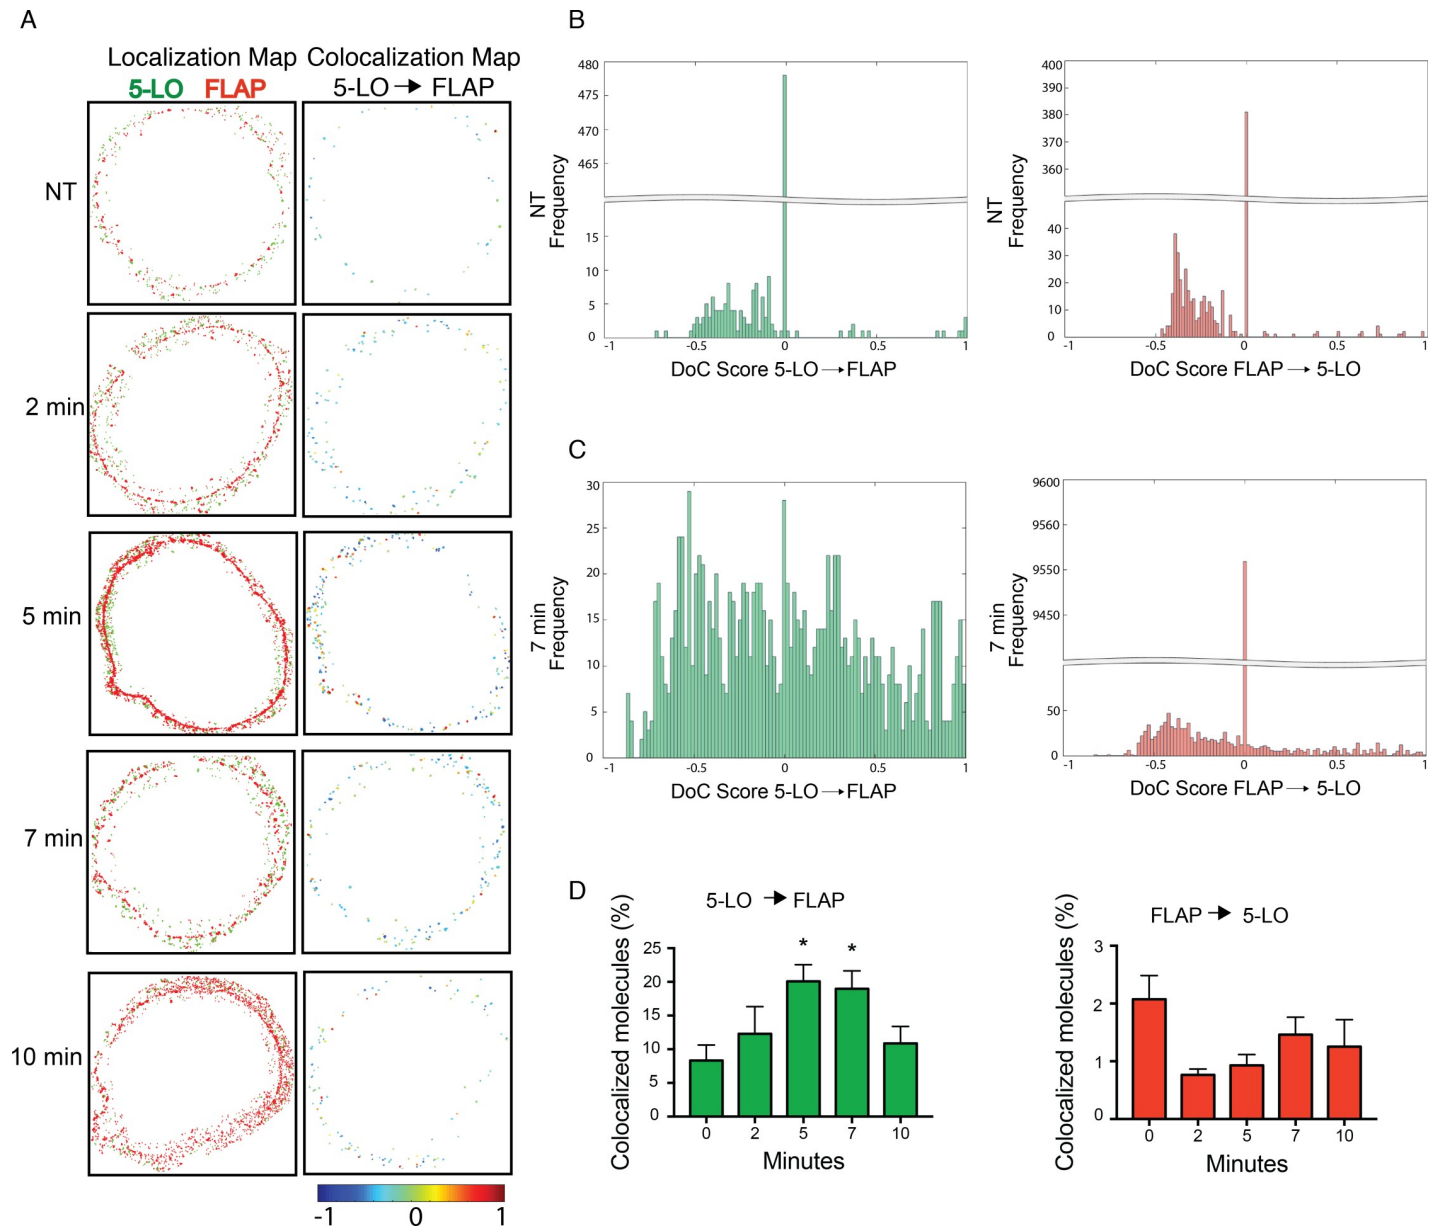 A
Localization Map
5-LO FLAP
Colocalization Map
5-LO → FLAP
NT
2 min
5 min
7 min
10 min
-1 0 1
B
480
475
470
465
15
10
5
0
NT
Frequency
-1 -0.5 0 0.5 1
DoC Score 5-LO → FLAP
400
390
380
370
360
40
30
20
10
0
NT
Frequency
-1 -0.5 0 0.5 1
DoC Score FLAP → 5-LO
C
30
25
20
15
10
5
0
7 min
Frequency
-1 -0.5 0 0.5 1
DoC Score 5-LO → FLAP
9600
9560
9550
9450
50
0
7 min
Frequency
-1 -0.5 0 0.5 1
DoC Score FLAP → 5-LO
D
5-LO → FLAP
Colocalized molecules (%)
25
20
15
10
5
0
* *
0 2 5 7 10
Minutes
FLAP → 5-LO
Colocalized molecules (%)
3
2
1
0
0 2 5 7 10
Minutes